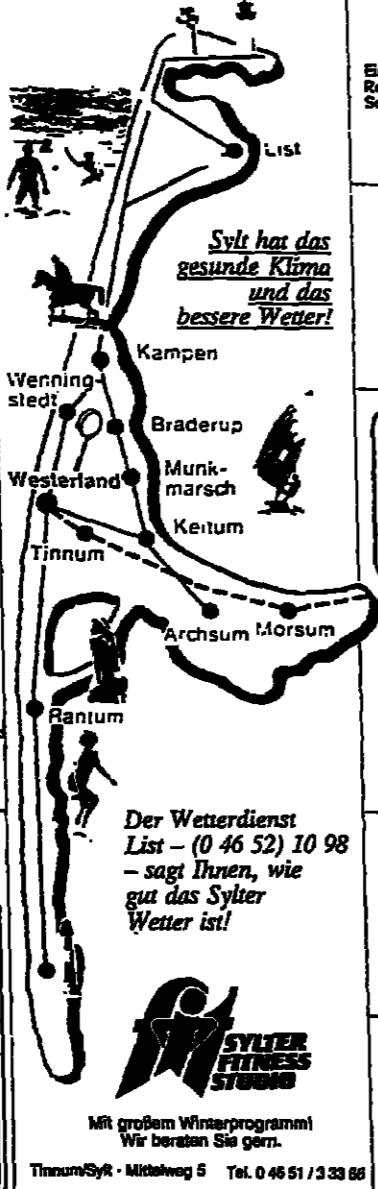 List
Sylt hat das
gesunde Klima
und das
bessere Wetter!
Kampen
Wenning-
stedt
Braderup
Westerland
Munk-
marsch
Keitum
Tinnum
Archsum
Morsum
Rantum
Der Wetterdienst
List – (0 46 52) 10 98
– sagt Ihnen, wie
gut das Sylter
Wetter ist!
fit
SYLTER
FITNESS
STUDIO
Mit großem Winterprogramm!
Wir beraten Sie gern.
Tinnum/Sylt · Mittelweg 5 Tel. 0 46 51 / 3 33 66